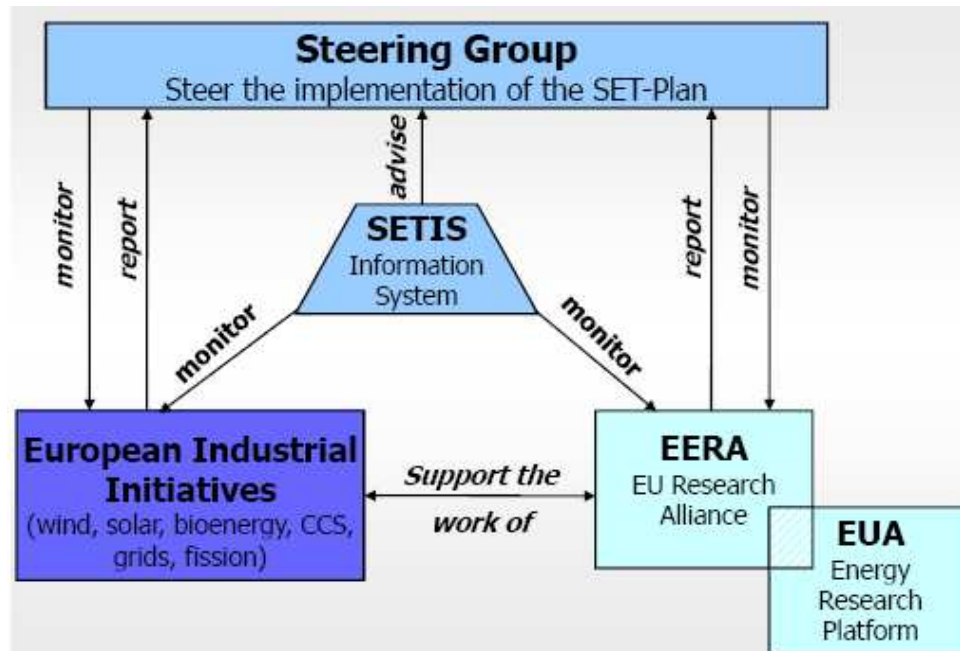 Steering Group
Steer the implementation of the SET-Plan
monitor
report
advise
report
monitor
SETIS
Information
System
monitor
monitor
European Industrial
Initiatives
(wind, solar, bioenergy, CCS,
grids, fission)
Support the
work of
EERA
EU Research
Alliance
EUA
Energy
Research
Platform